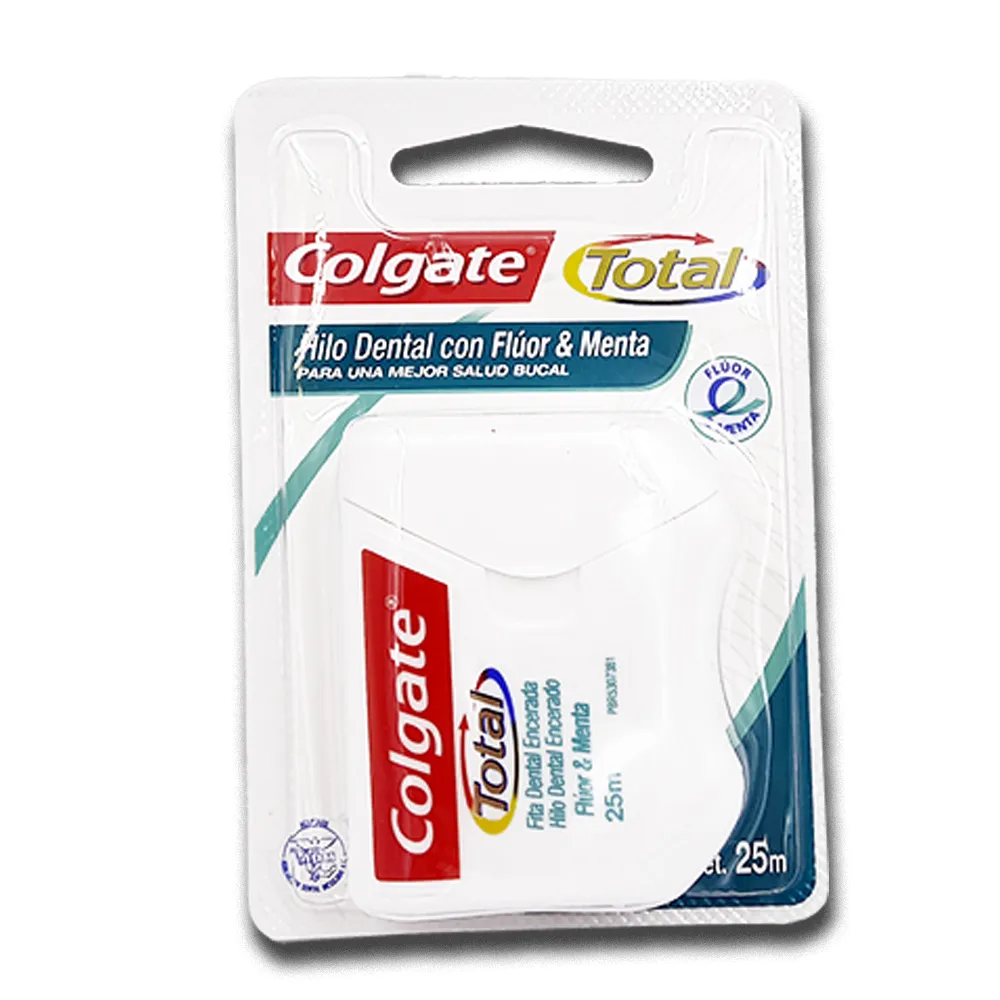 Colgate®
Total
Hilo Dental con Flúor & Menta
PARA UNA MEJOR SALUD BUCAL
FLÚOR
MENTA
Colgate®
Total
Fita Dental Encerada
Hilo Dental Encerado
Flúor & Menta
25m
25m